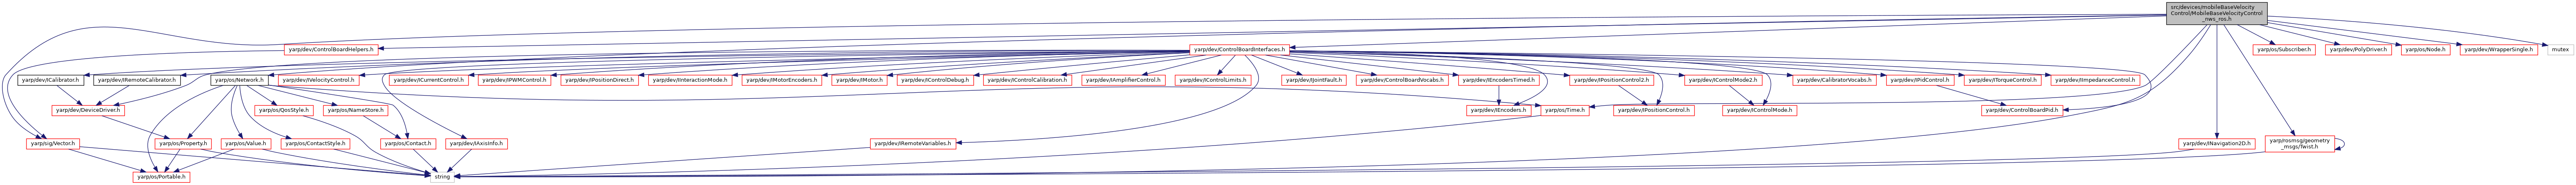 src/devices/mobileBaseVelocity
Control/MobileBaseVelocityControl
_nws_ros.h
yarp/dev/ControlBoardHelpers.h
yarp/dev/ControlBoardInterfaces.h
yarp/os/Subscriber.h
yarp/dev/PolyDriver.h
yarp/os/Node.h
yarp/dev/WrapperSingle.h
mutex
yarp/dev/ICalibrator.h
yarp/dev/IRemoteCalibrator.h
yarp/os/Network.h
yarp/dev/IVelocityControl.h
yarp/dev/ICurrentControl.h
yarp/dev/IPWMControl.h
yarp/dev/IPositionDirect.h
yarp/dev/IInteractionMode.h
yarp/dev/IMotorEncoders.h
yarp/dev/IMotor.h
yarp/dev/IControlDebug.h
yarp/dev/IControlCalibration.h
yarp/dev/IAmplifierControl.h
yarp/dev/IControlLimits.h
yarp/dev/IJointFault.h
yarp/dev/ControlBoardVocabs.h
yarp/dev/IEncodersTimed.h
yarp/dev/IPositionControl2.h
yarp/dev/IControlMode2.h
yarp/dev/CalibratorVocabs.h
yarp/dev/IPidControl.h
yarp/dev/ITorqueControl.h
yarp/dev/IImpedanceControl.h
yarp/dev/DeviceDriver.h
yarp/os/QosStyle.h
yarp/os/NameStore.h
yarp/dev/IEncoders.h
yarp/os/Time.h
yarp/dev/IPositionControl.h
yarp/dev/IControlMode.h
yarp/dev/ControlBoardPid.h
yarp/sig/Vector.h
yarp/os/Property.h
yarp/os/Value.h
yarp/os/ContactStyle.h
yarp/os/Contact.h
yarp/dev/IAxisInfo.h
yarp/dev/IRemoteVariables.h
yarp/dev/INavigation2D.h
yarp/rosmsg/geometry
_msgs/Twist.h
yarp/os/Portable.h
string